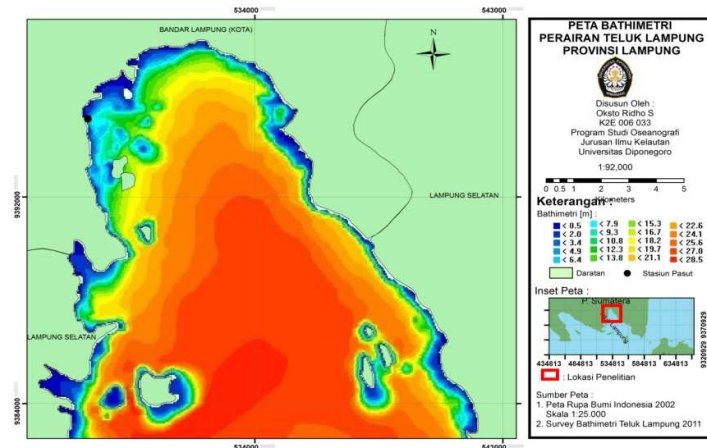 534000
543000
BANDAR LAMPUNG (KOTA)
N
9392000
LAMPUNG SELATAN
LAMPUNG SELATAN
9384000
534000
543000
PETA BATHIMETRI
PERAIRAN TELUK LAMPUNG
PROVINSI LAMPUNG
Disusun Oleh :
Oksto Ridho S
K2E 006 033
Program Studi Oseanografi
Jurusan Ilmu Kelautan
Universitas Diponegoro
1:92,000
0 0.5 1 2 3 4 5
Kilometers
Keterangan :
Bathimetri [m] :
< 0.5 < 7.9 < 15.3 < 22.6
< 2.0 < 9.3 < 16.7 < 24.1
< 3.4 < 10.8 < 18.2 < 25.6
< 4.9 < 12.3 < 19.7 < 27.0
< 6.4 < 13.8 < 21.1 < 28.5
Daratan Stasiun Pasut
Inset Peta :
P. Sumatera
Lampung
9320929 9370929
434813 484813 534813 584813 634813
: Lokasi Penelitian
Sumber Peta :
1. Peta Rupa Bumi Indonesia 2002
Skala 1:25.000
2. Survey Bathimetri Teluk Lampung 2011